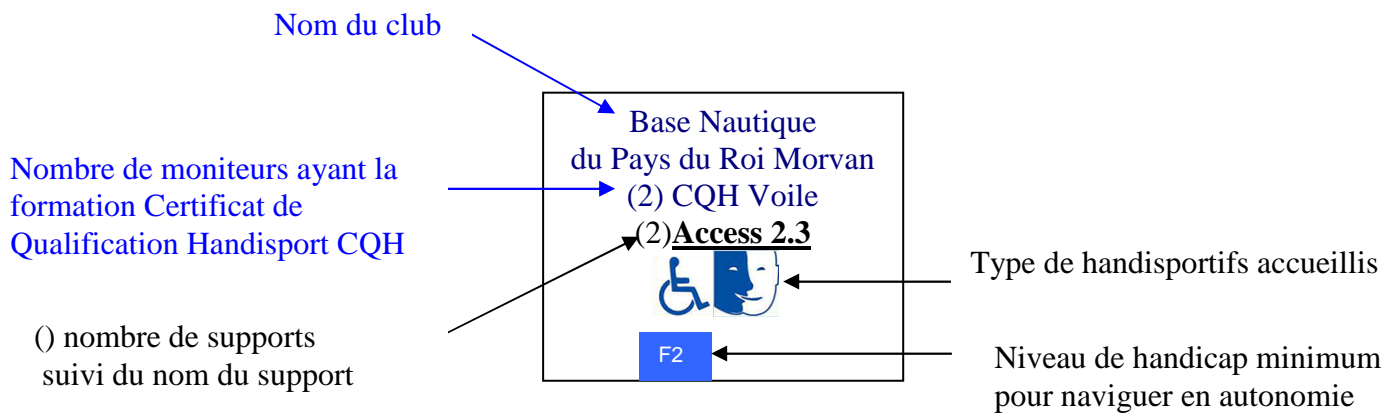 Nom du club
Base Nautique
du Pays du Roi Morvan
(2) CQH Voile
(2)Access 2.3
F2
Nombre de moniteurs ayant la
formation Certificat de
Qualification Handisport CQH
() nombre de supports
suivi du nom du support
Type de handisportifs accueillis
Niveau de handicap minimum
pour naviguer en autonomie